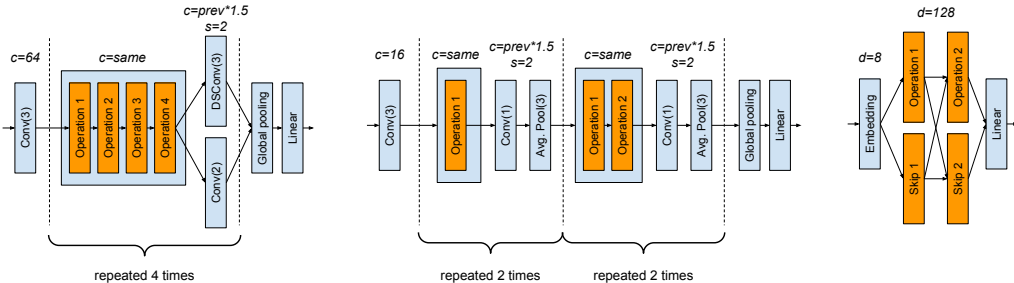 c=64
Conv(3)
c=same
Operation 1
Operation 2
Operation 3
Operation 4
c=prev*1.5
s=2
DSConv(3)
Conv(2)
Global pooling
Linear
repeated 4 times
c=16
Conv(3)
c=same
Operation 1
c=prev*1.5
s=2
Conv(1)
Avg. Pool(3)
c=same
Operation 1
Operation 2
c=prev*1.5
s=2
Conv(1)
Avg. Pool(3)
Global pooling
Linear
repeated 2 times
repeated 2 times
d=8
Embedding
d=128
Operation 1
Operation 2
Skip 1
Skip 2
Linear